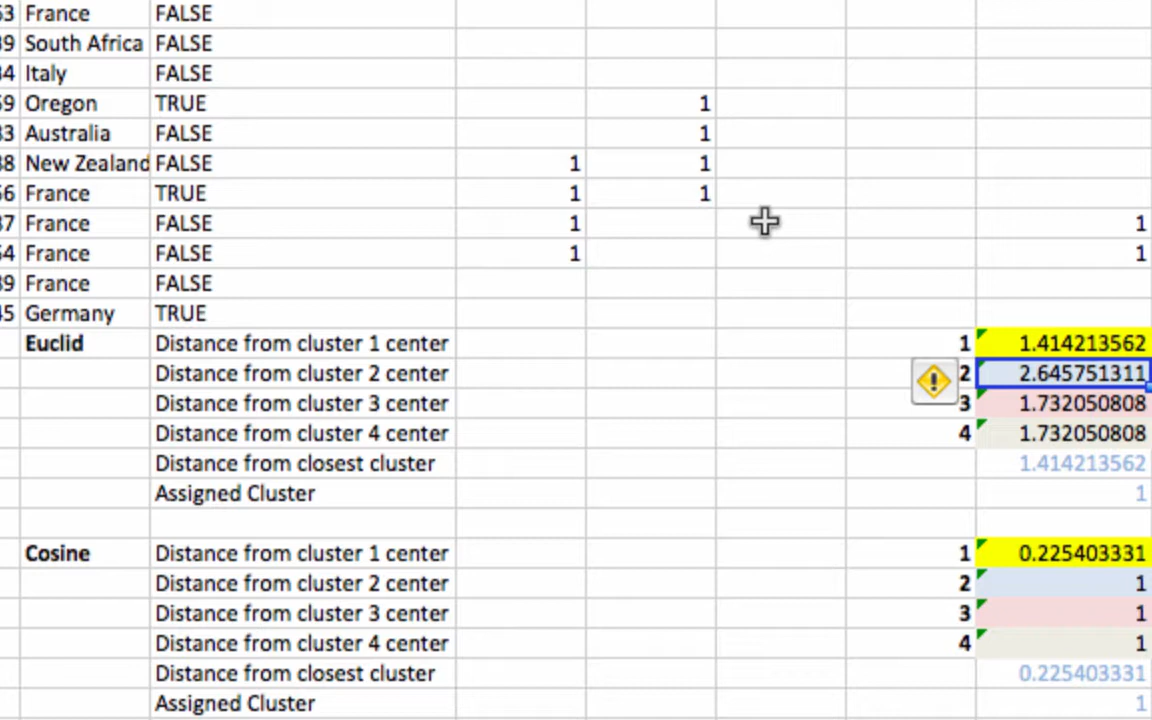 53 France FALSE
39 South Africa FALSE
34 Italy FALSE
59 Oregon TRUE 1
83 Australia FALSE 1
88 New Zealand FALSE 1 1
66 France TRUE 1 1
37 France FALSE 1 1
54 France FALSE 1 1
39 France FALSE
45 Germany TRUE
Euclid Distance from cluster 1 center 1 1.414213562
Distance from cluster 2 center 2 2.645751311
Distance from cluster 3 center 3 1.732050808
Distance from cluster 4 center 4 1.732050808
Distance from closest cluster 1.414213562
Assigned Cluster 1
Cosine Distance from cluster 1 center 1 0.225403331
Distance from cluster 2 center 2 1
Distance from cluster 3 center 3 1
Distance from cluster 4 center 4 1
Distance from closest cluster 0.225403331
Assigned Cluster 1